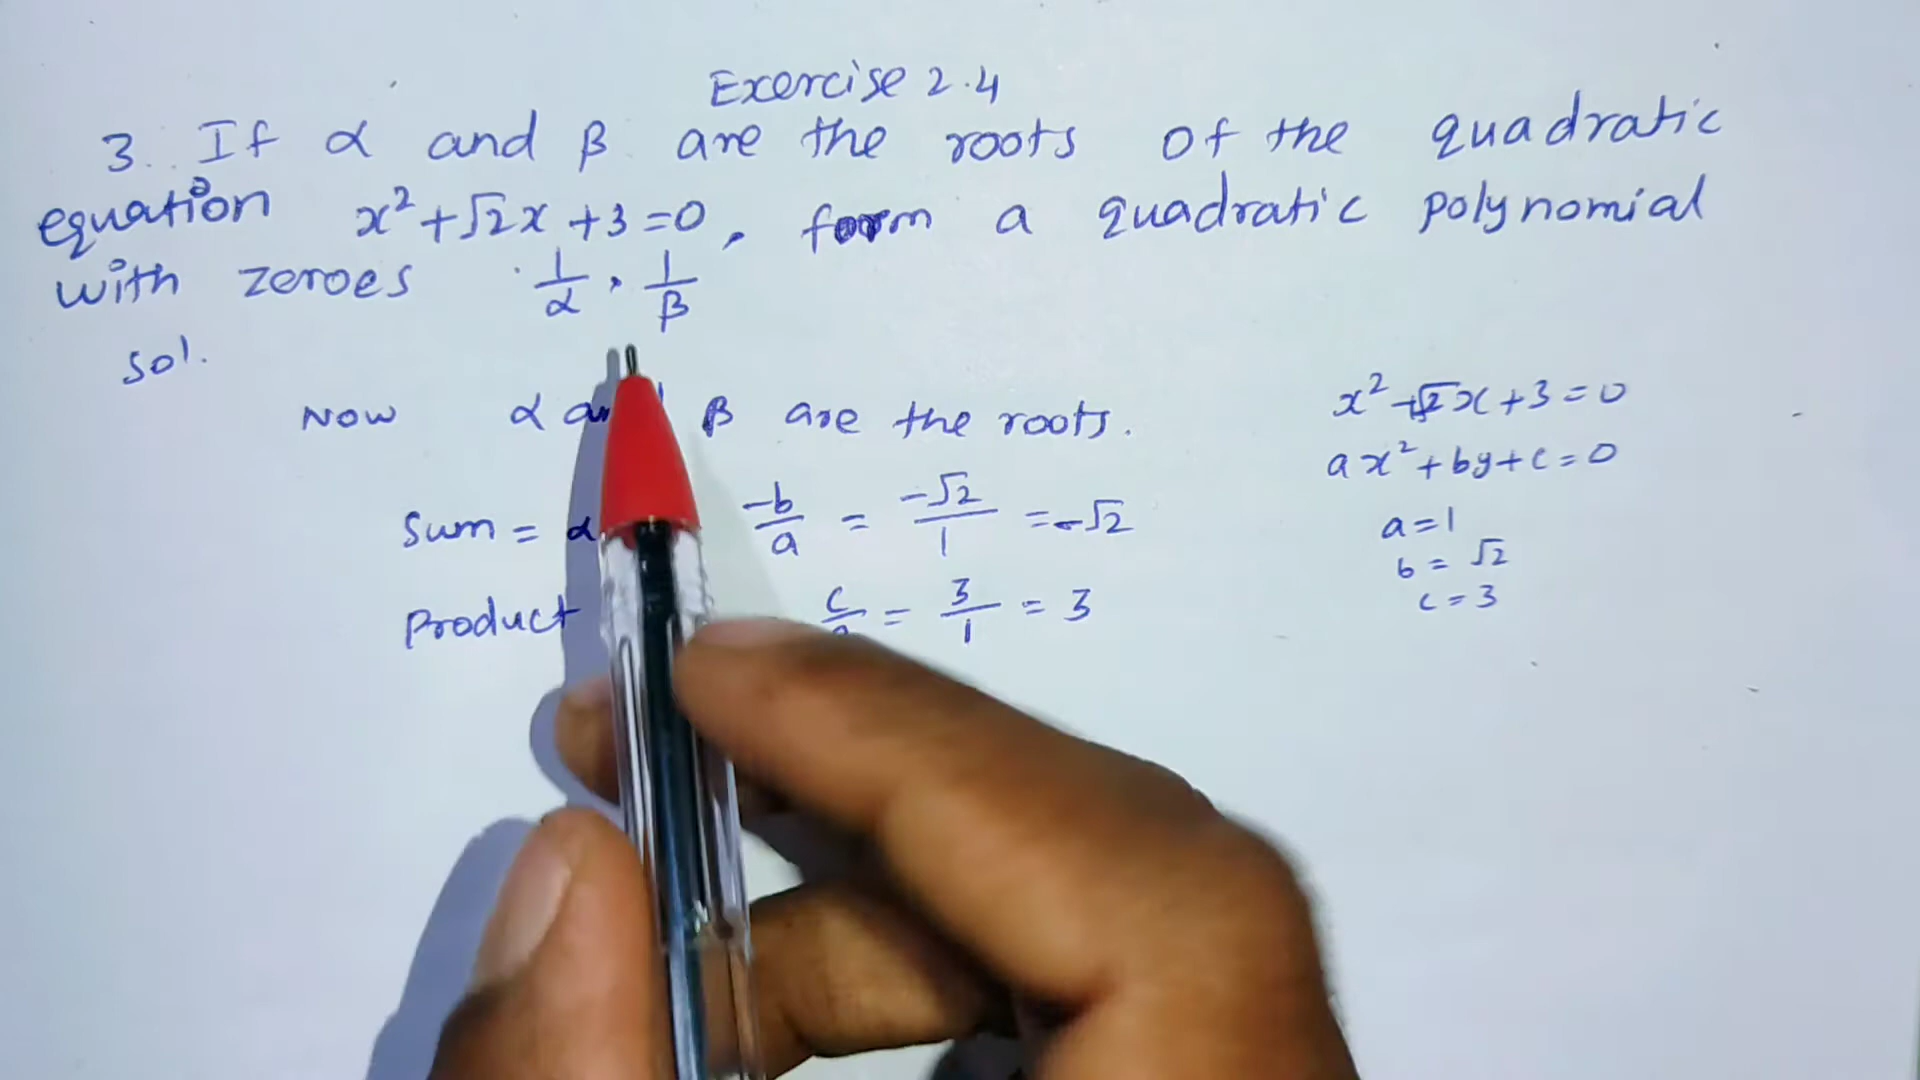 Exercise 2.4
3. If α and β are the roots of the quadratic
equation x² + √2x + 3 = 0, form a quadratic polynomial
with zeroes 1/α, 1/β
Sol.
Now α and β are the roots.
Sum = α -b/a = -√2/1 = -√2
Product c/a = 3/1 = 3
x² + √2x + 3 = 0
ax² + by + c = 0
a = 1
b = √2
c = 3